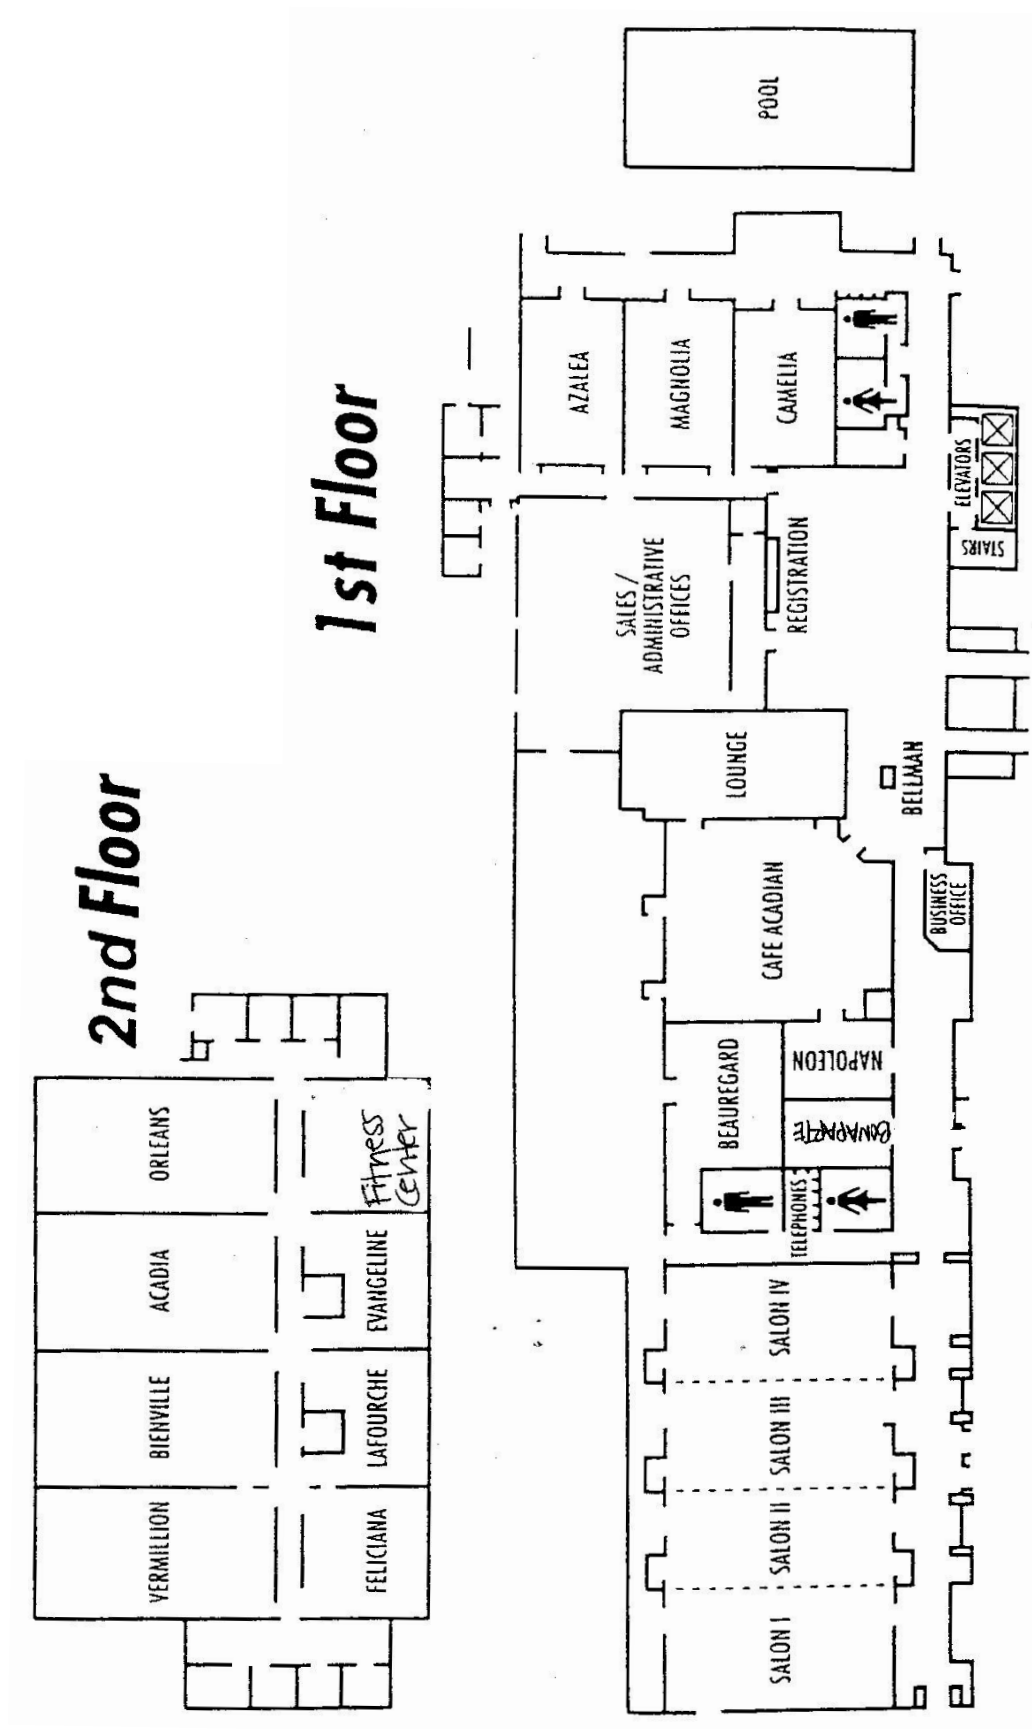 2nd Floor
VERMILLION
BIENVILLE
ACADIA
ORLEANS
FELICIANA
LAFOURCHE
EVANGELINE
Fitness
Center
1st Floor
SALON I
SALON II
SALON III
SALON IV
TELEPHONES
BEAUREGARD
BONAPARTE
NAPOLEON
CAFE ACADIAN
BUSINESS
OFFICE
LOUNGE
BELLMAN
SALES /
ADMINISTRATIVE
OFFICES
REGISTRATION
STAIRS
ELEVATORS
AZALEA
MAGNOLIA
CAMELIA
POOL